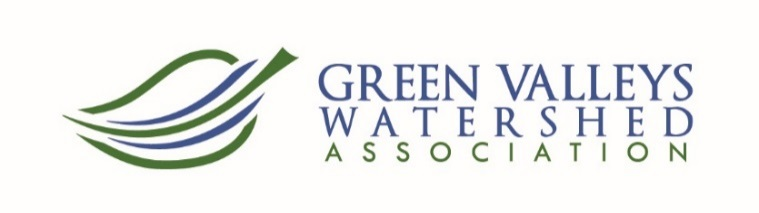 GREEN VALLEYS
WATERSHED
ASSOCIATION